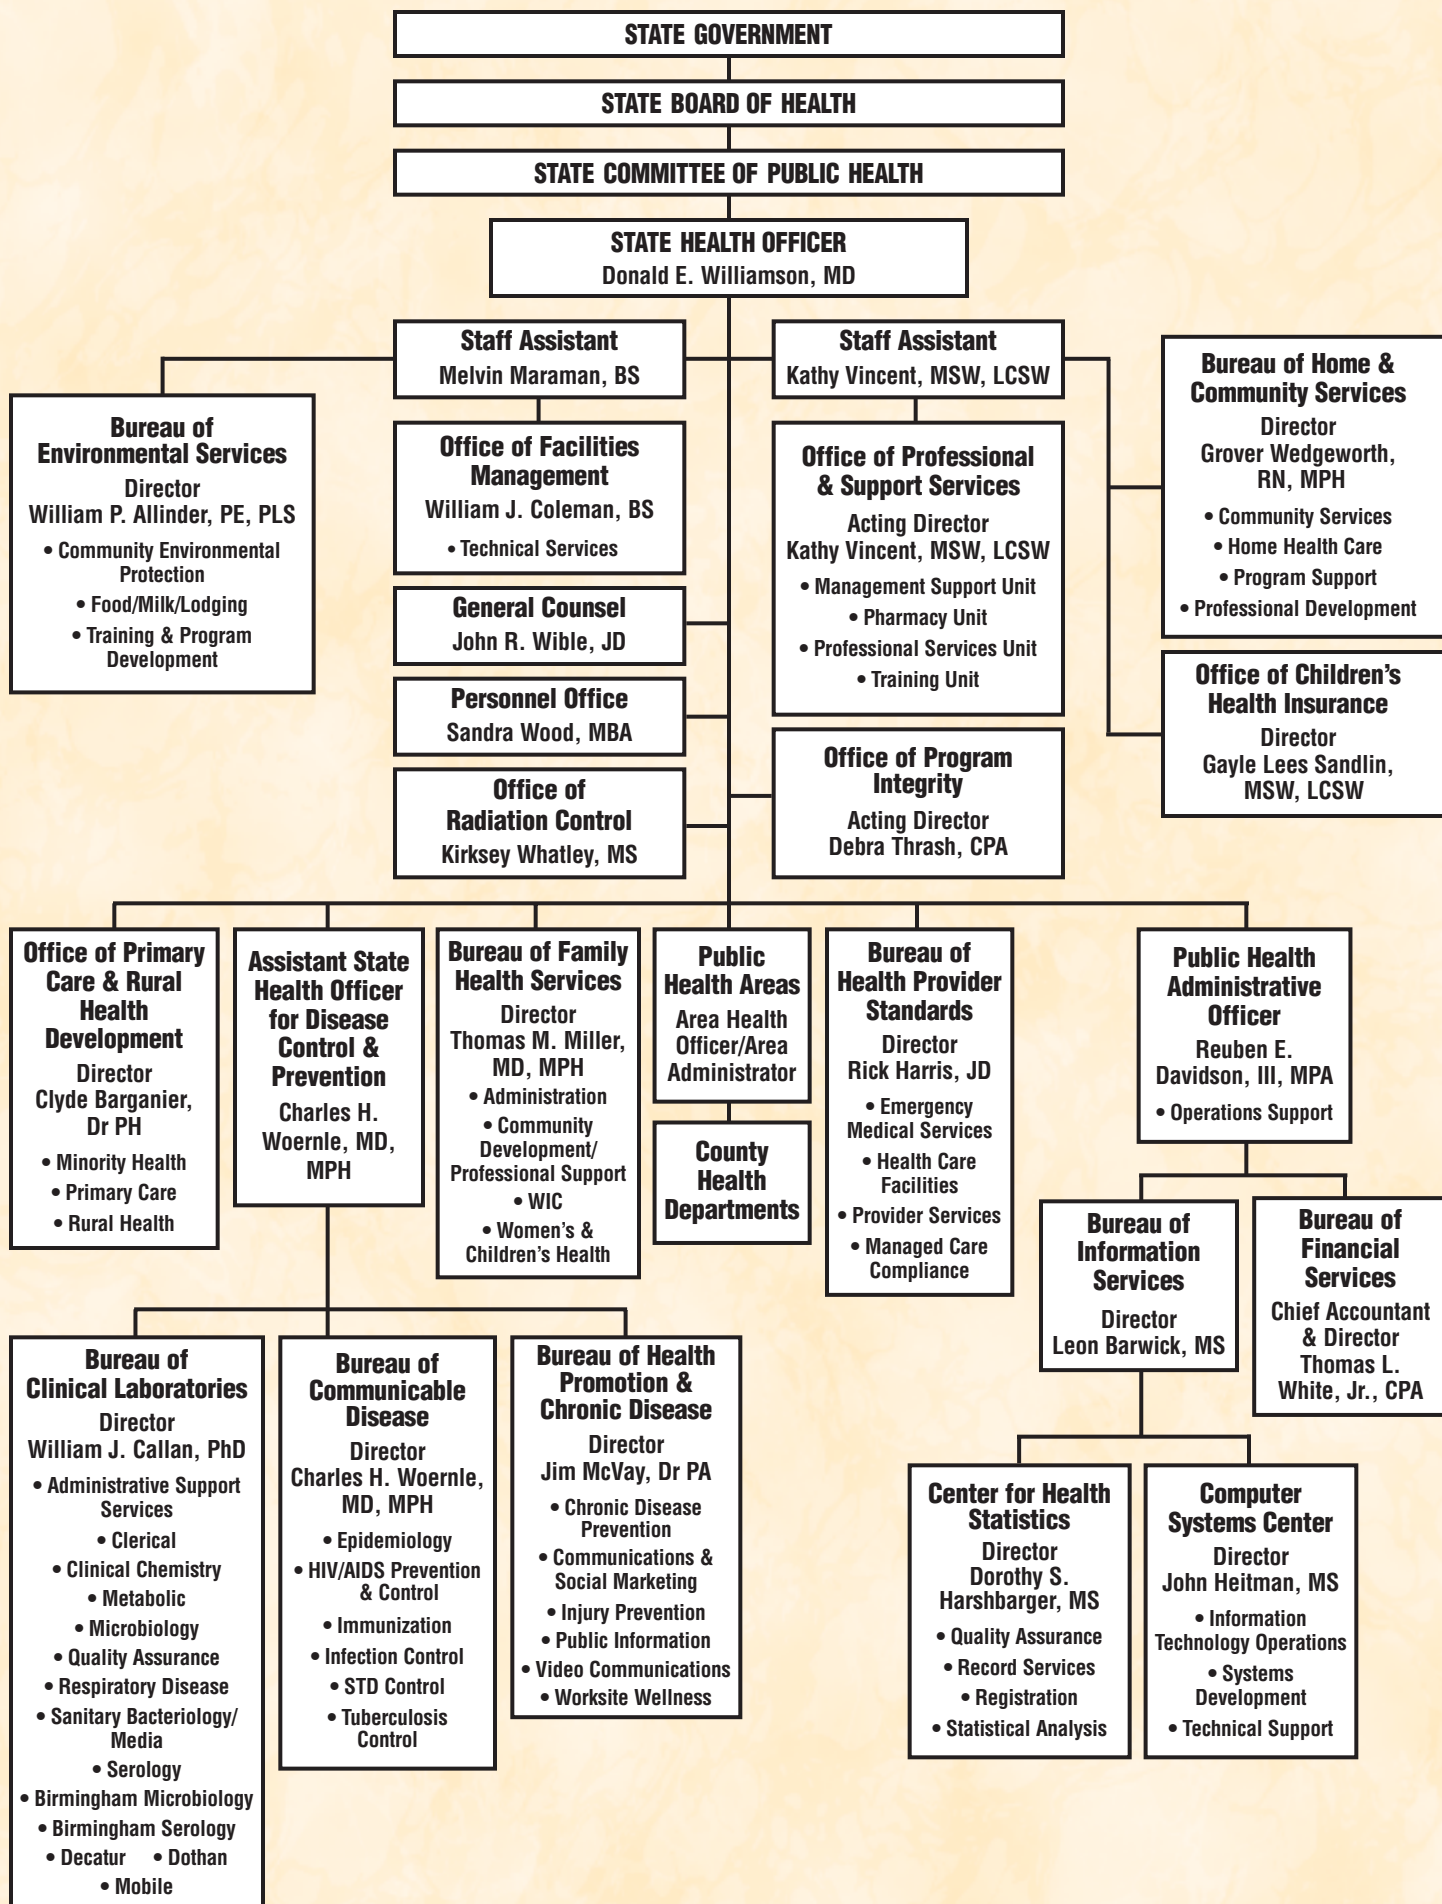 STATE GOVERNMENT
STATE BOARD OF HEALTH
STATE COMMITTEE OF PUBLIC HEALTH
STATE HEALTH OFFICER
Donald E. Williamson, MD
Staff Assistant
Melvin Maraman, BS
Staff Assistant
Kathy Vincent, MSW, LCSW
Bureau of
Environmental Services
Director
William P. Allinder, PE, PLS
• Community Environmental
Protection
• Food/Milk/Lodging
• Training & Program
Development
Office of Facilities
Management
William J. Coleman, BS
• Technical Services
General Counsel
John R. Wible, JD
Personnel Office
Sandra Wood, MBA
Office of
Radiation Control
Kirksey Whatley, MS
Office of Professional
& Support Services
Acting Director
Kathy Vincent, MSW, LCSW
• Management Support Unit
• Pharmacy Unit
• Professional Services Unit
• Training Unit
Office of Program
Integrity
Acting Director
Debra Thrash, CPA
Bureau of Home &
Community Services
Director
Grover Wedgeworth,
RN, MPH
• Community Services
• Home Health Care
• Program Support
• Professional Development
Office of Children's
Health Insurance
Director
Gayle Lees Sandlin,
MSW, LCSW
Office of Primary
Care & Rural
Health
Development
Director
Clyde Barganier,
Dr PH
• Minority Health
• Primary Care
• Rural Health
Assistant State
Health Officer
for Disease
Control &
Prevention
Charles H.
Woernle, MD,
MPH
Bureau of Family
Health Services
Director
Thomas M. Miller,
MD, MPH
• Administration
• Community
Development/
Professional Support
• WIC
• Women's &
Children's Health
Public
Health Areas
Area Health
Officer/Area
Administrator
County
Health
Departments
Bureau of
Health Provider
Standards
Director
Rick Harris, JD
• Emergency
Medical Services
• Health Care
Facilities
• Provider Services
• Managed Care
Compliance
Public Health
Administrative
Officer
Reuben E.
Davidson, III, MPA
• Operations Support
Bureau of
Information
Services
Director
Leon Barwick, MS
Bureau of
Financial
Services
Chief Accountant
& Director
Thomas L.
White, Jr., CPA
Bureau of
Clinical Laboratories
Director
William J. Callan, PhD
• Administrative Support
Services
• Clerical
• Clinical Chemistry
• Metabolic
• Microbiology
• Quality Assurance
• Respiratory Disease
• Sanitary Bacteriology/
Media
• Serology
• Birmingham Microbiology
• Birmingham Serology
• Decatur • Dothan
• Mobile
Bureau of
Communicable
Disease
Director
Charles H. Woernle,
MD, MPH
• Epidemiology
• HIV/AIDS Prevention
& Control
• Immunization
• Infection Control
• STD Control
• Tuberculosis
Control
Bureau of Health
Promotion &
Chronic Disease
Director
Jim McVay, Dr PA
• Chronic Disease
Prevention
• Communications &
Social Marketing
• Injury Prevention
• Public Information
• Video Communications
• Worksite Wellness
Center for Health
Statistics
Director
Dorothy S.
Harshbarger, MS
• Quality Assurance
• Record Services
• Registration
• Statistical Analysis
Computer
Systems Center
Director
John Heitman, MS
• Information
Technology Operations
• Systems
Development
• Technical Support